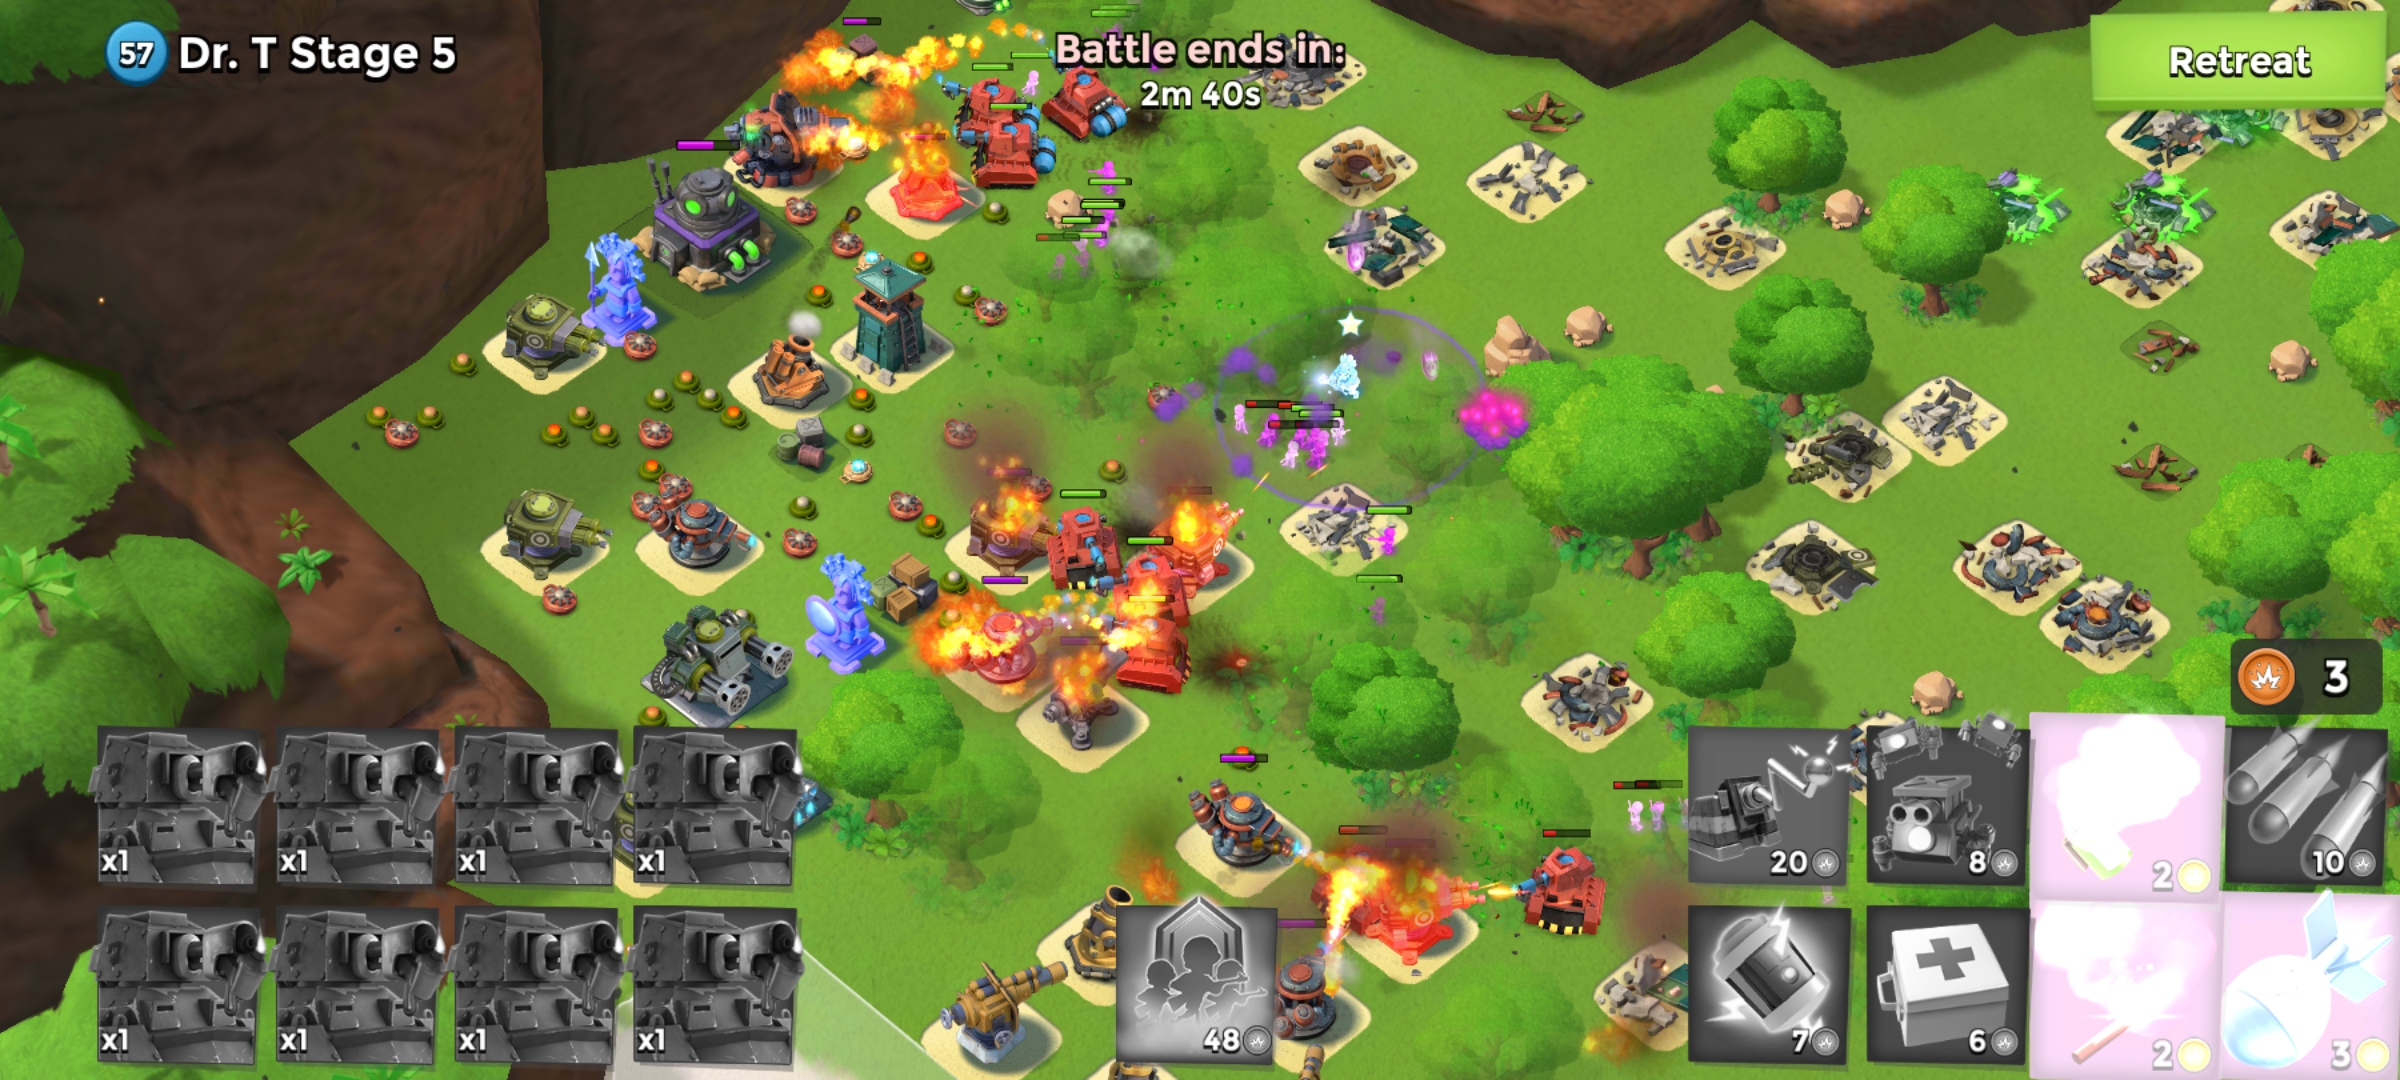 57 Dr. T Stage 5
Battle ends in:
2m 40s
Retreat
3
x1 x1 x1 x1
20 8 2 10
x1 x1 x1 x1
48
7 6 2 3